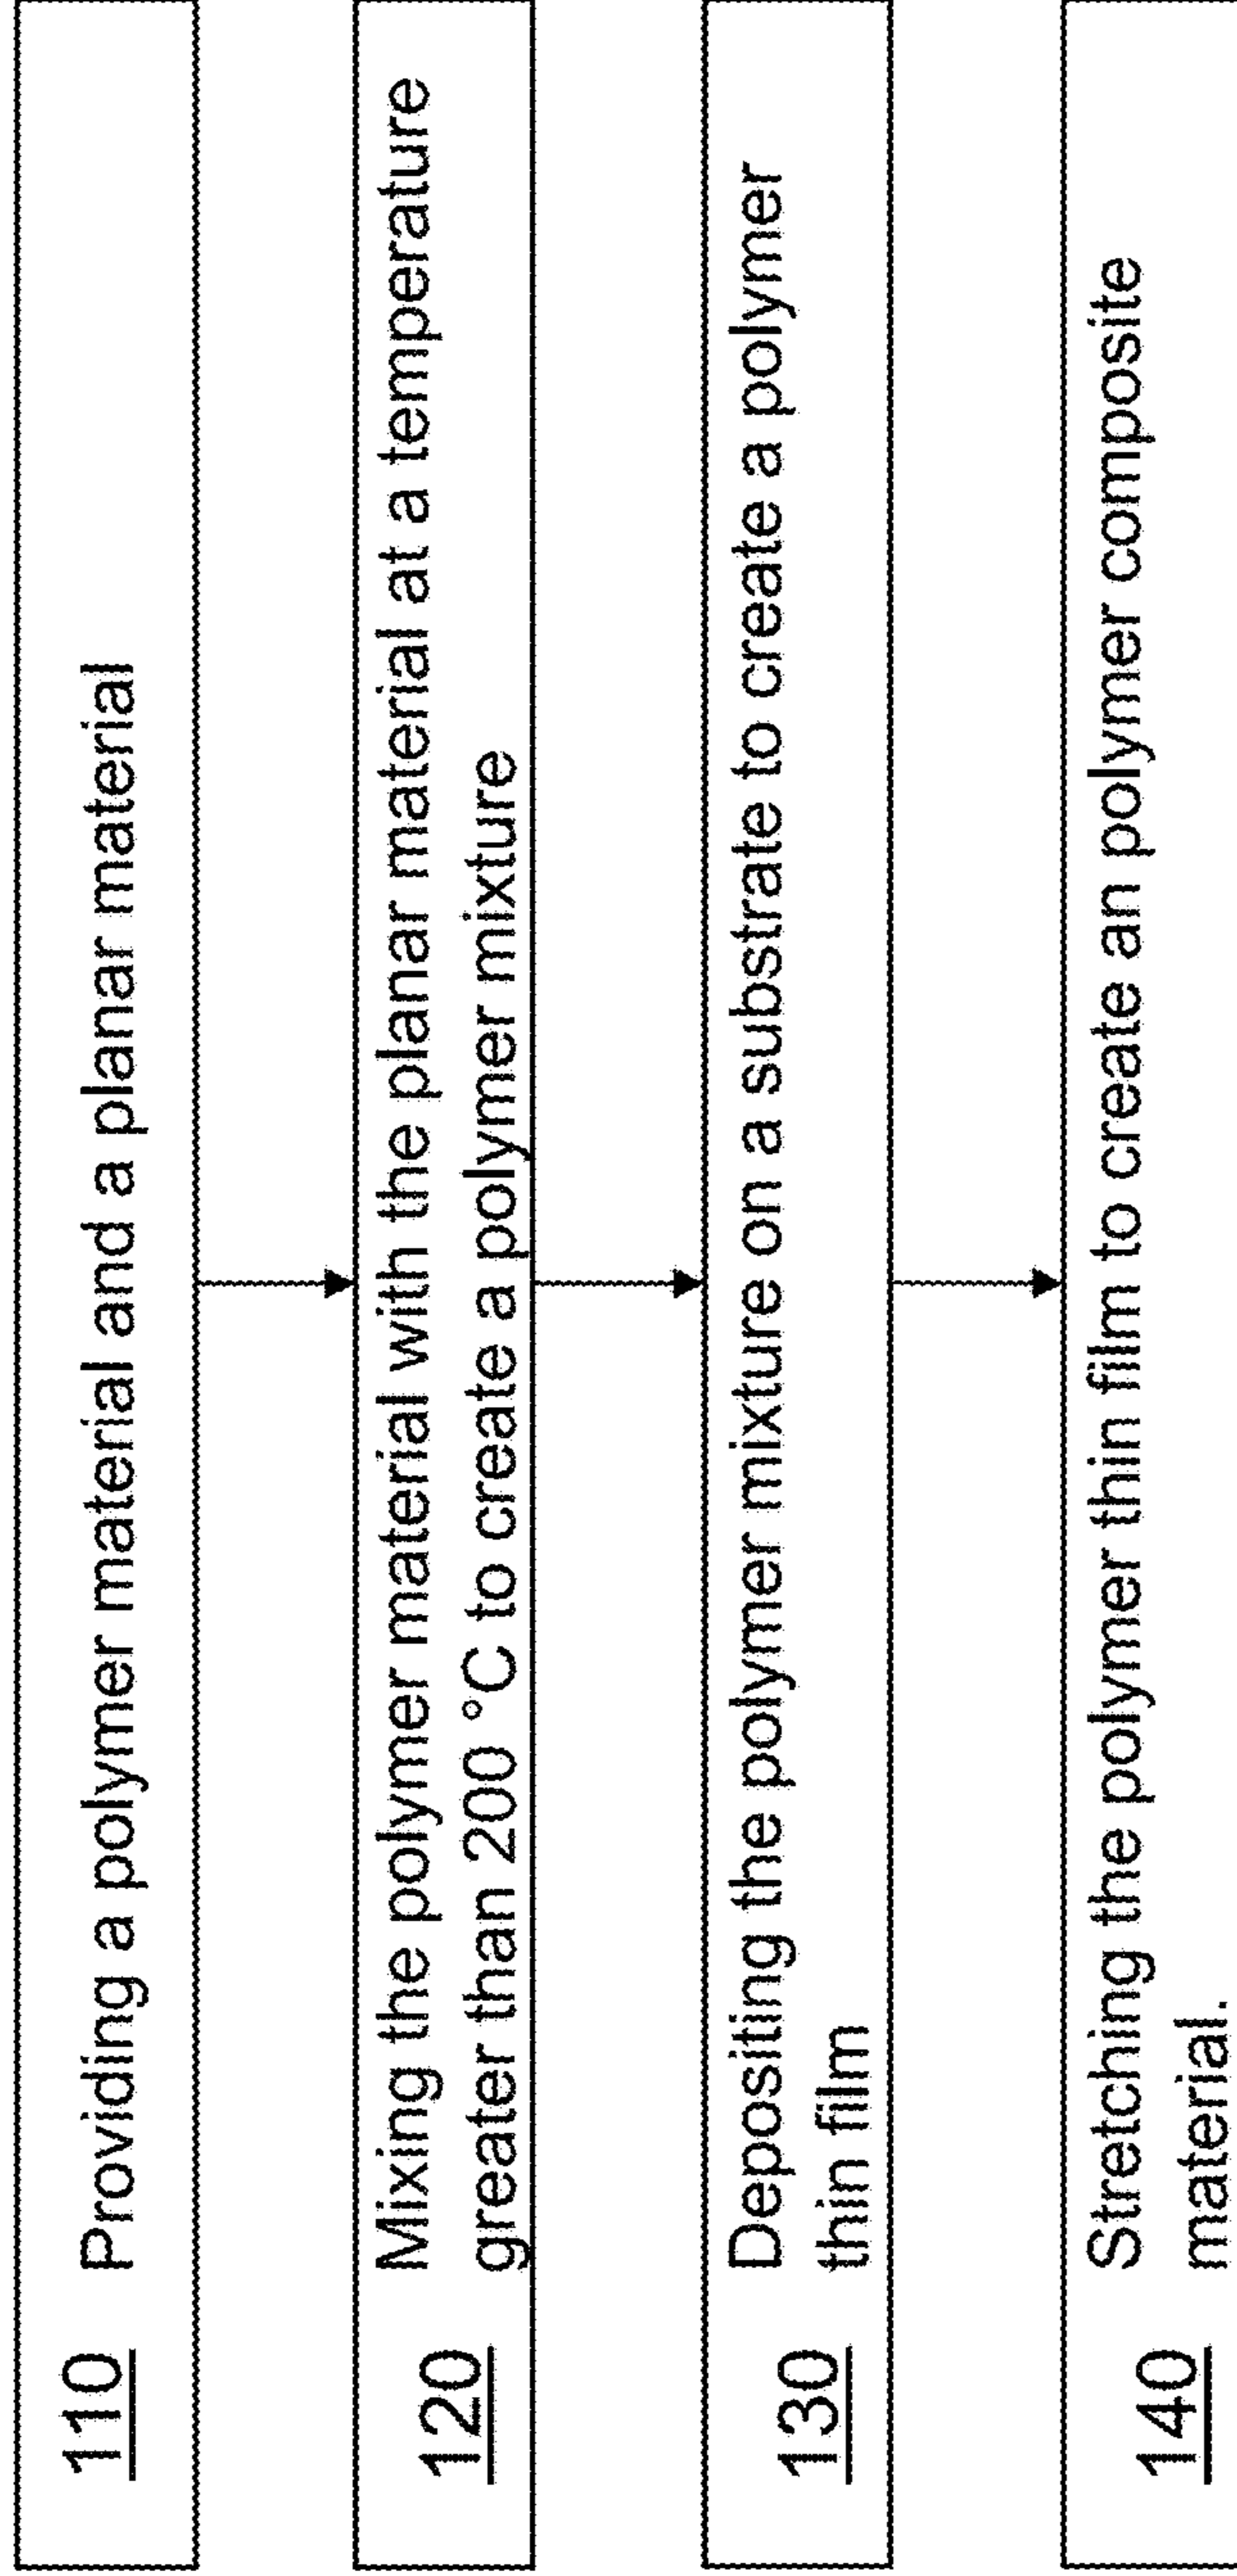 110 Providing a polymer material and a planar material
120 Mixing the polymer material with the planar material at a temperature
greater than 200 °C to create a polymer mixture
130 Depositing the polymer mixture on a substrate to create a polymer
thin film
140 Stretching the polymer thin film to create an polymer composite
material.